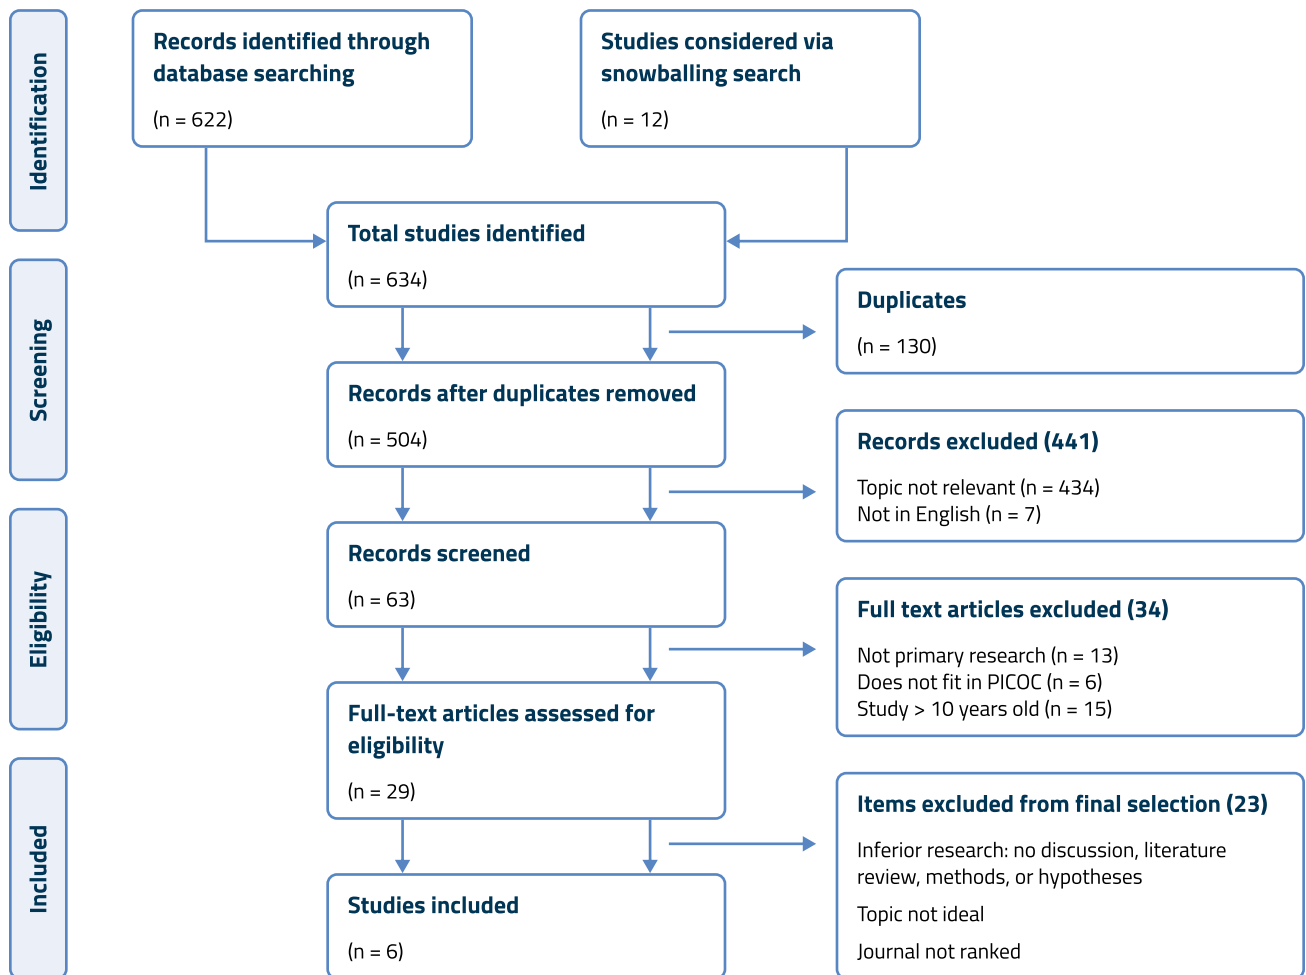 Identification
Records identified through
database searching
(n = 622)
Studies considered via
snowballing search
(n = 12)
Total studies identified
(n = 634)
Screening
Duplicates
(n = 130)
Records after duplicates removed
(n = 504)
Records excluded (441)
Topic not relevant (n = 434)
Not in English (n = 7)
Eligibility
Records screened
(n = 63)
Full text articles excluded (34)
Not primary research (n = 13)
Does not fit in PICOC (n = 6)
Study > 10 years old (n = 15)
Full-text articles assessed for
eligibility
(n = 29)
Included
Items excluded from final selection (23)
Inferior research: no discussion, literature
review, methods, or hypotheses
Topic not ideal
Journal not ranked
Studies included
(n = 6)